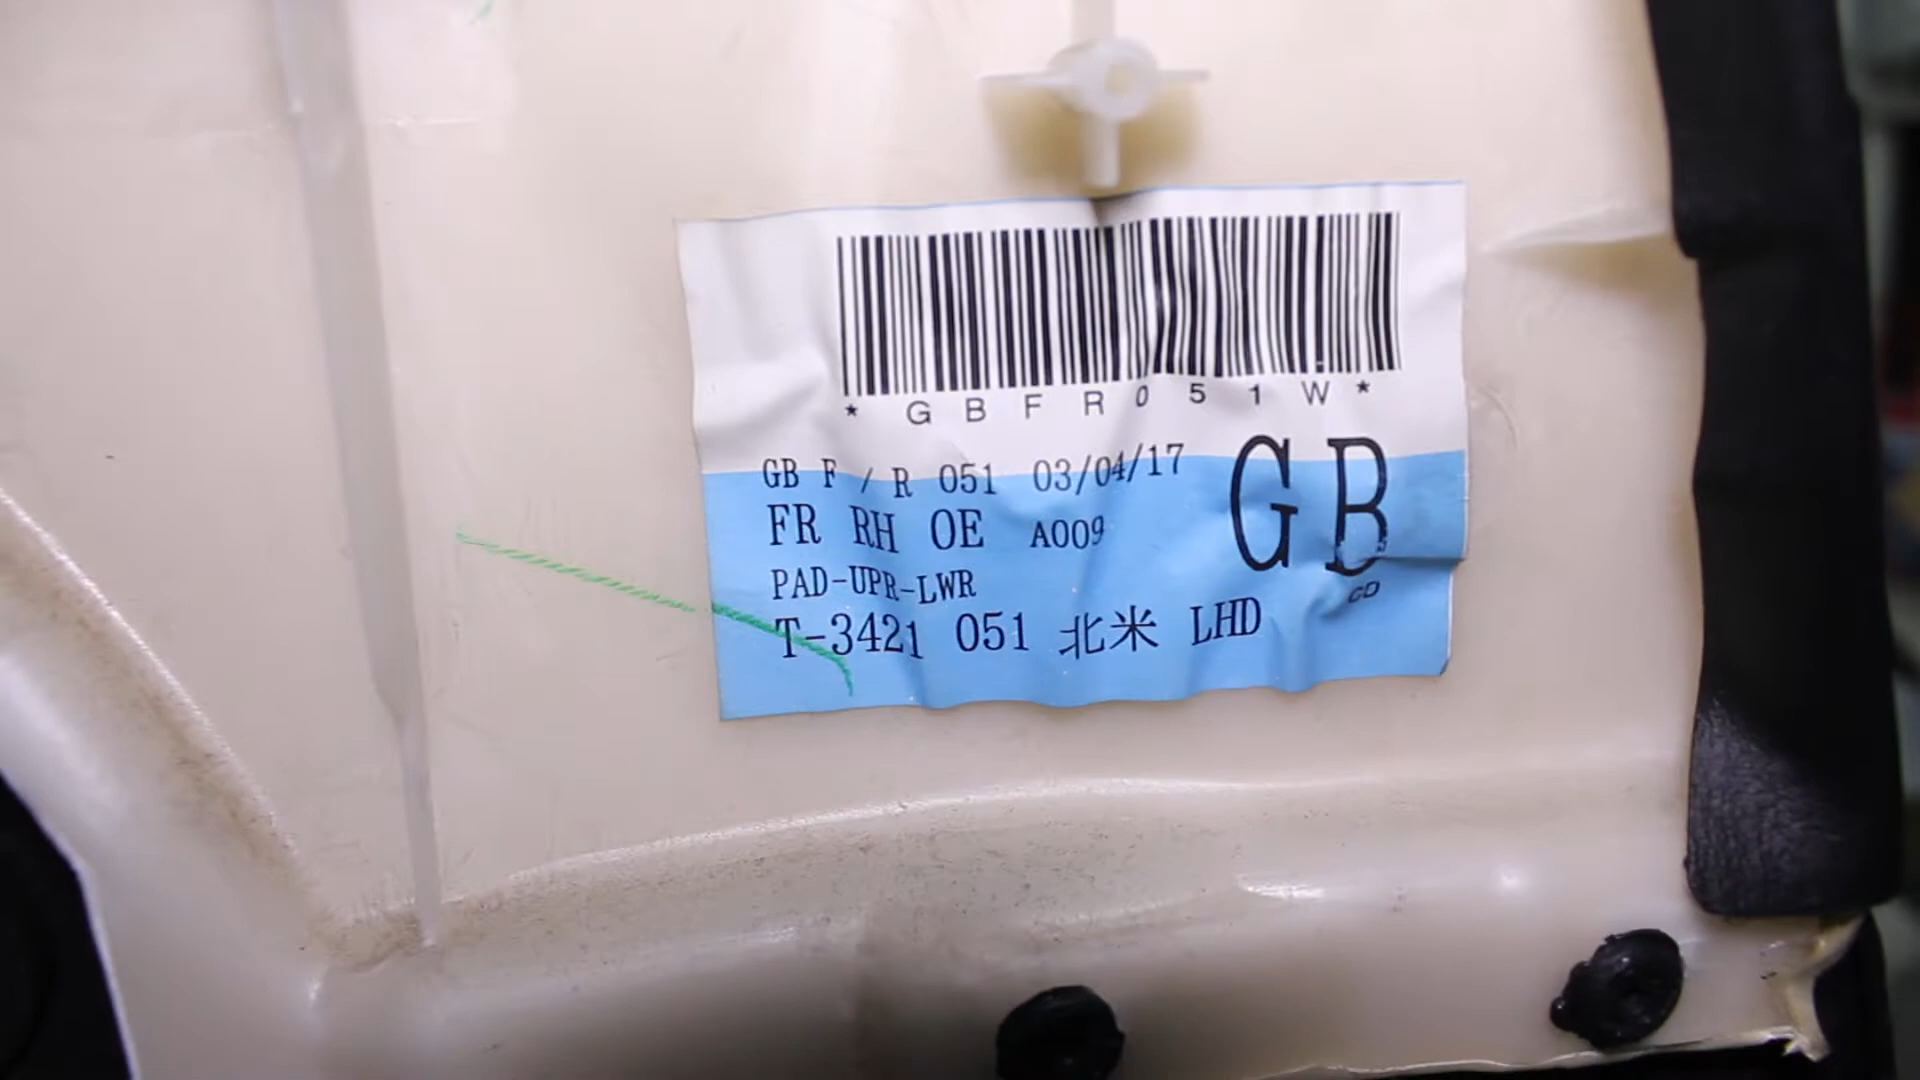 *GBFR051W*
GB F / R 051 03/04/17
GB
FR RH OE A009
PAD-UPR-LWR
GD
T-3421 051 北米 LHD